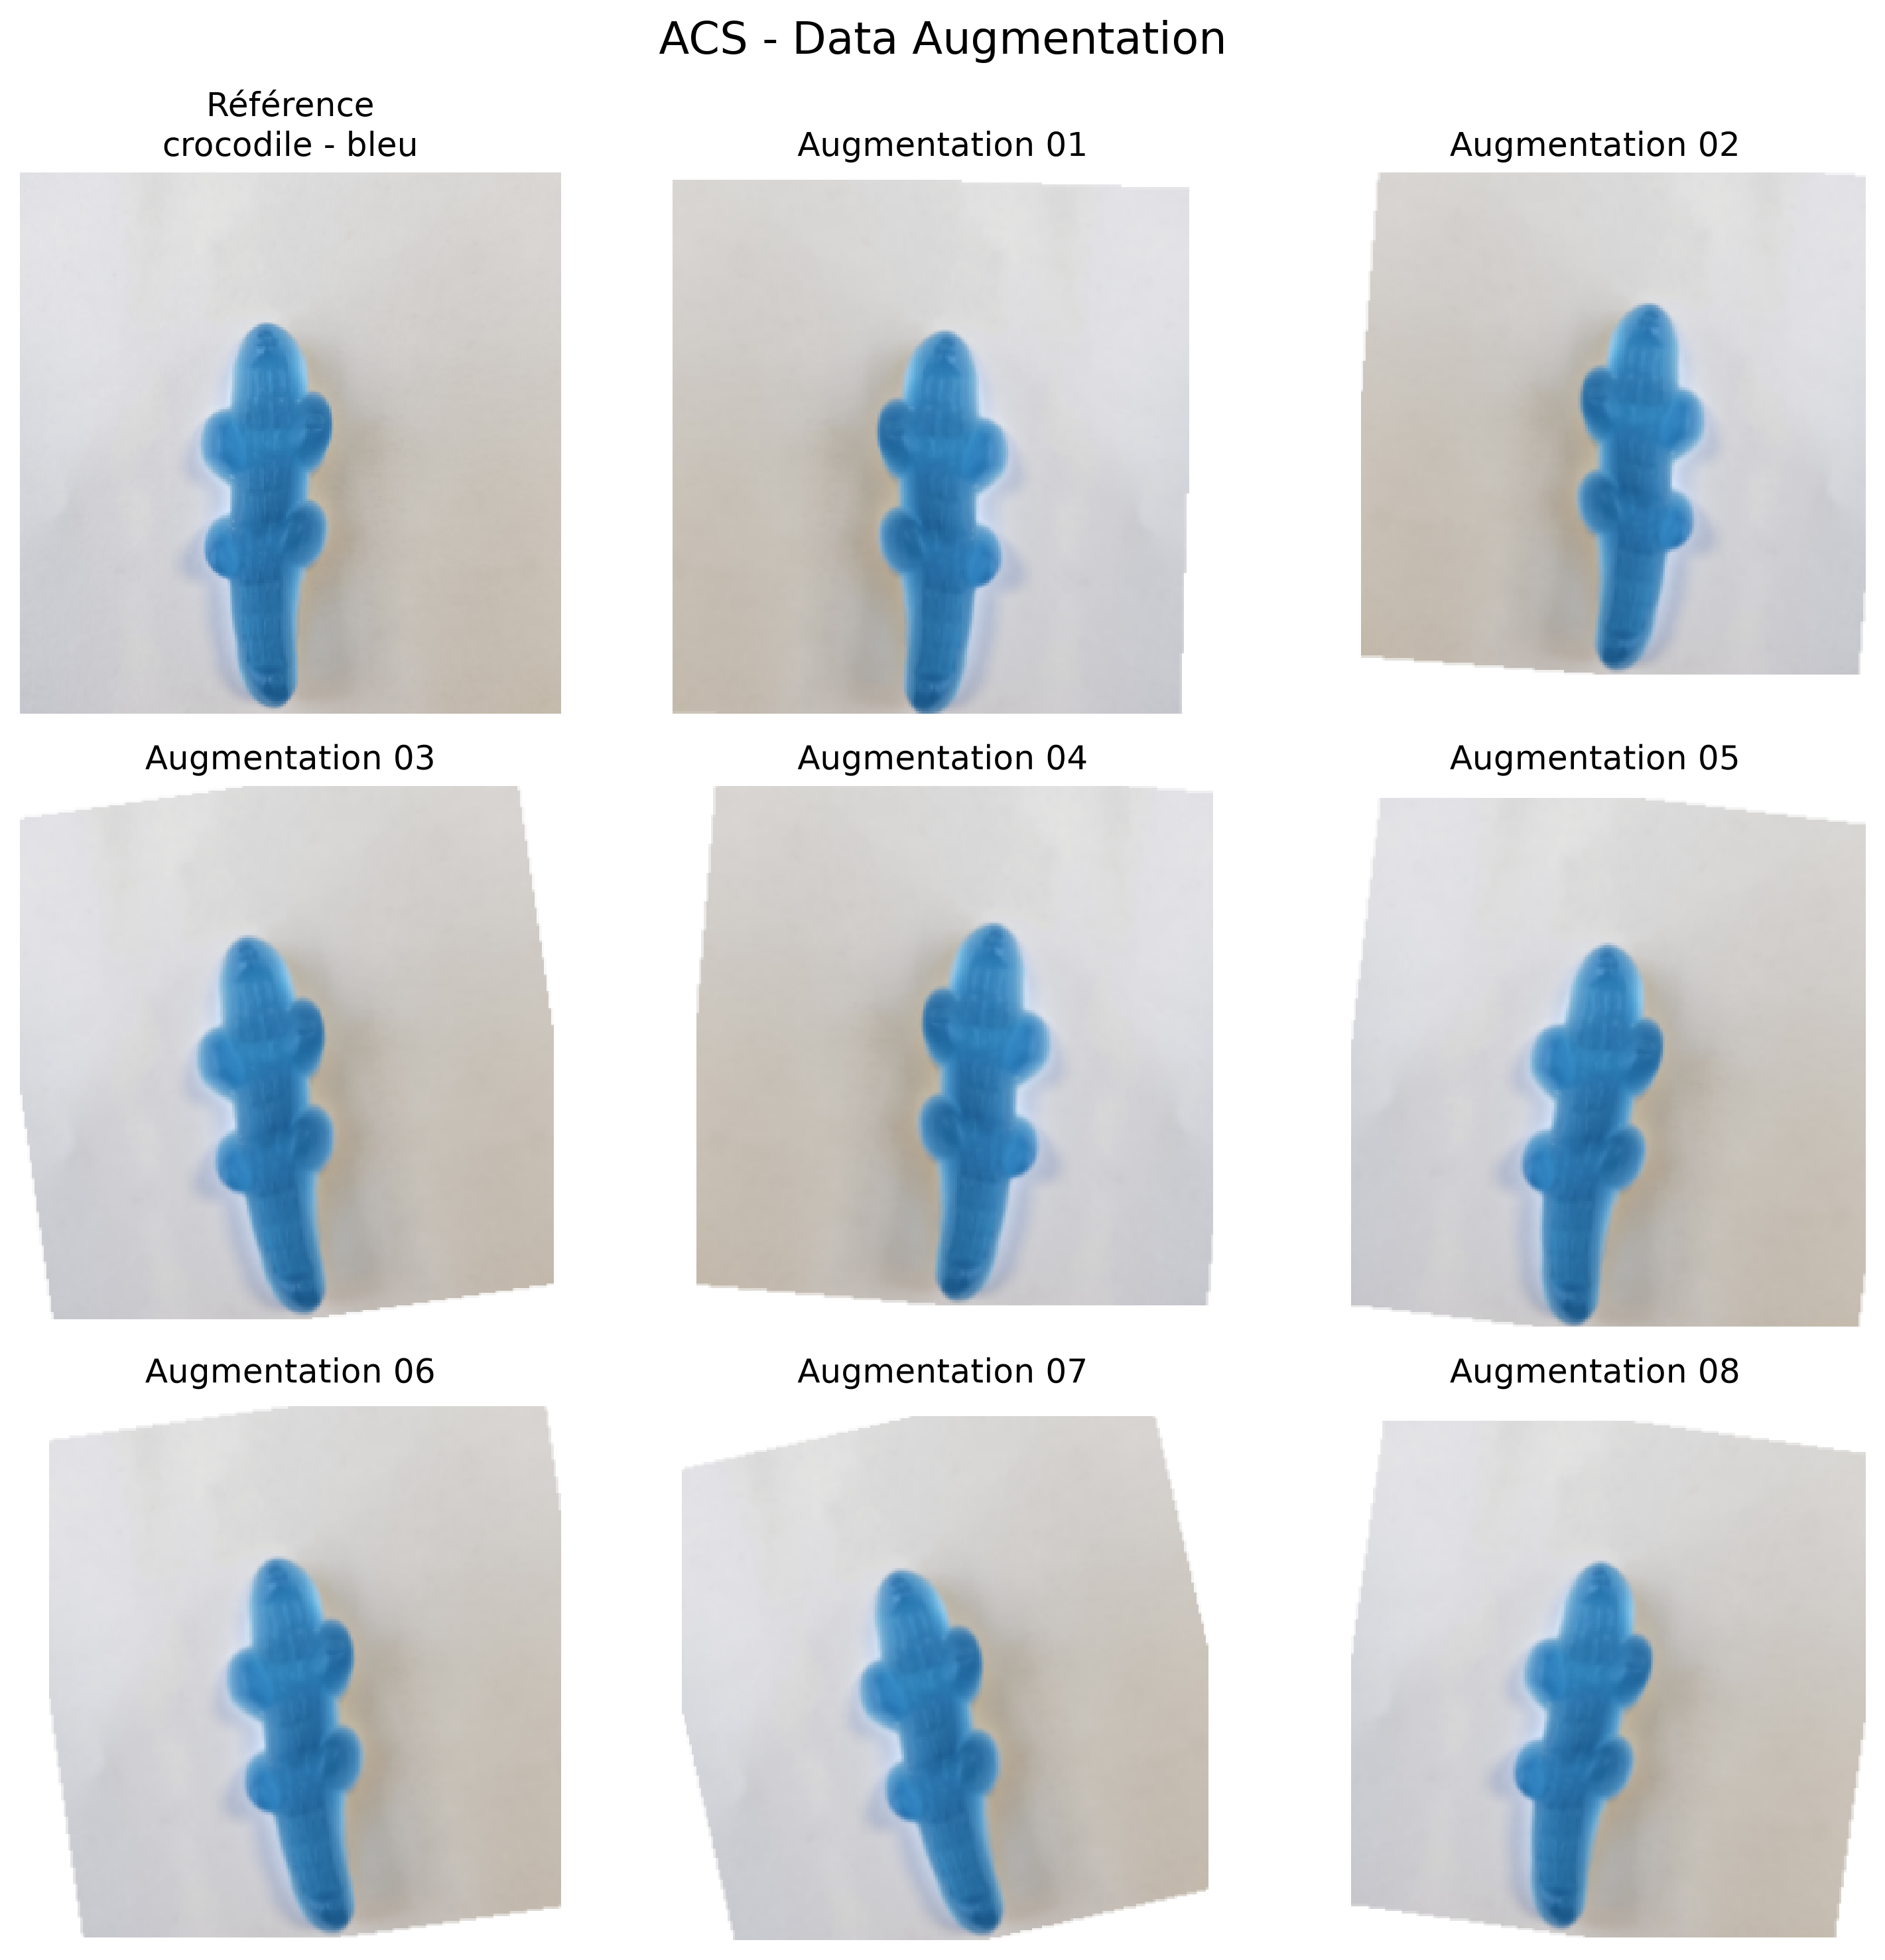 ACS - Data Augmentation
Référence
crocodile - bleu
Augmentation 01
Augmentation 02
Augmentation 03
Augmentation 04
Augmentation 05
Augmentation 06
Augmentation 07
Augmentation 08